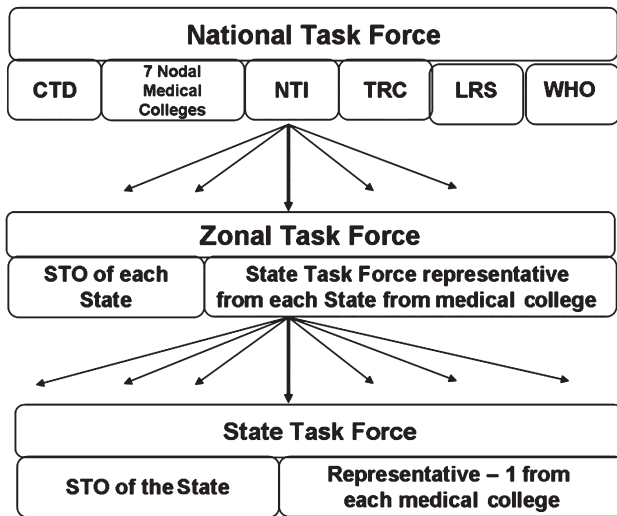 National Task Force
CTD
7 Nodal
Medical
Colleges
NTI
TRC
LRS
WHO
Zonal Task Force
STO of each
State
State Task Force representative
from each State from medical college
State Task Force
STO of the State
Representative – 1 from
each medical college